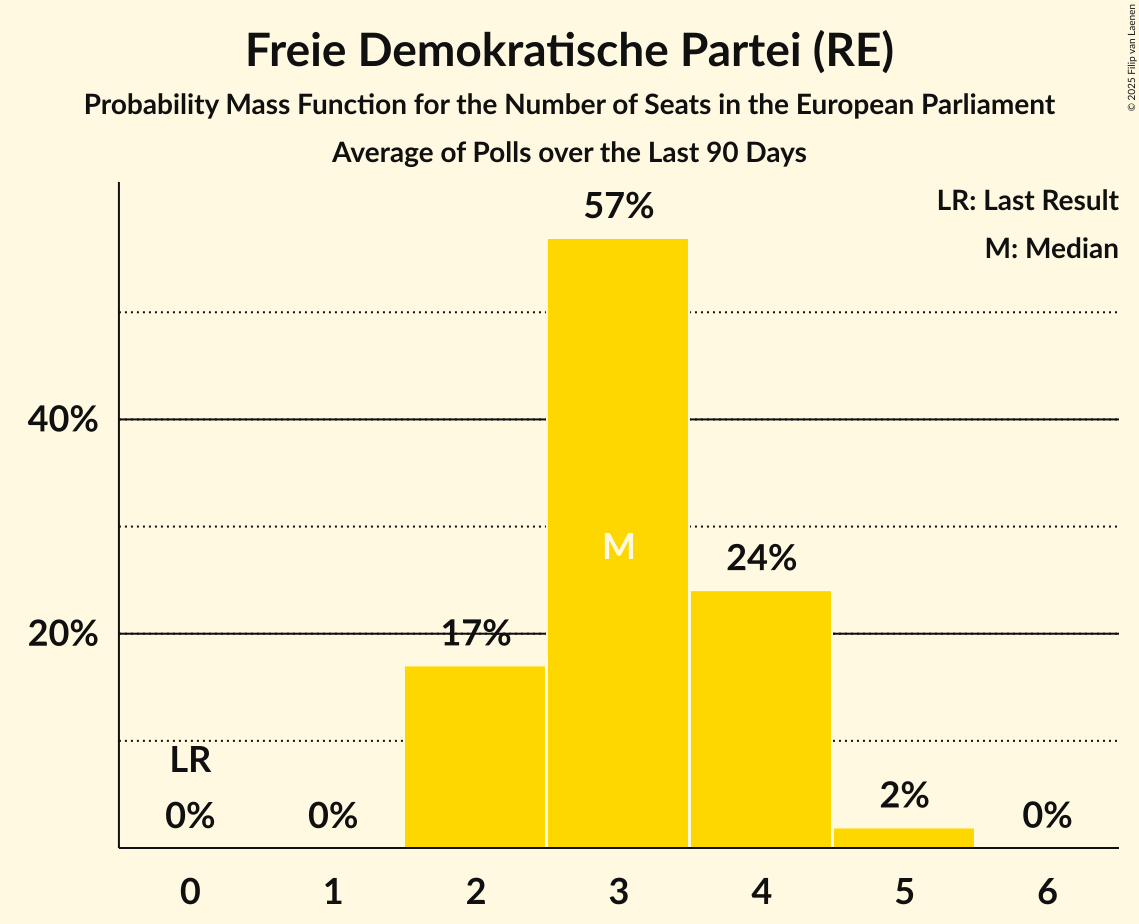 Freie Demokratische Partei (RE)
Probability Mass Function for the Number of Seats in the European Parliament
Average of Polls over the Last 90 Days
© 2025 Filip van Laenen
LR: Last Result
M: Median
57%
40%
M
24%
20%
17%
LR
2%
0%
0%
0%
0 1 2 3 4 5 6